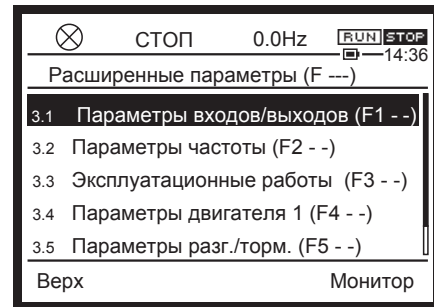 СТОП 0.0Hz RUN STOP
14:36
Расширенные параметры (F ---)
3.1 Параметры входов/выходов (F1 - -)
3.2 Параметры частоты (F2 - -)
3.3 Эксплуатационные работы (F3 - -)
3.4 Параметры двигателя 1 (F4 - -)
3.5 Параметры разг./торм. (F5 - -)
Верх Монитор